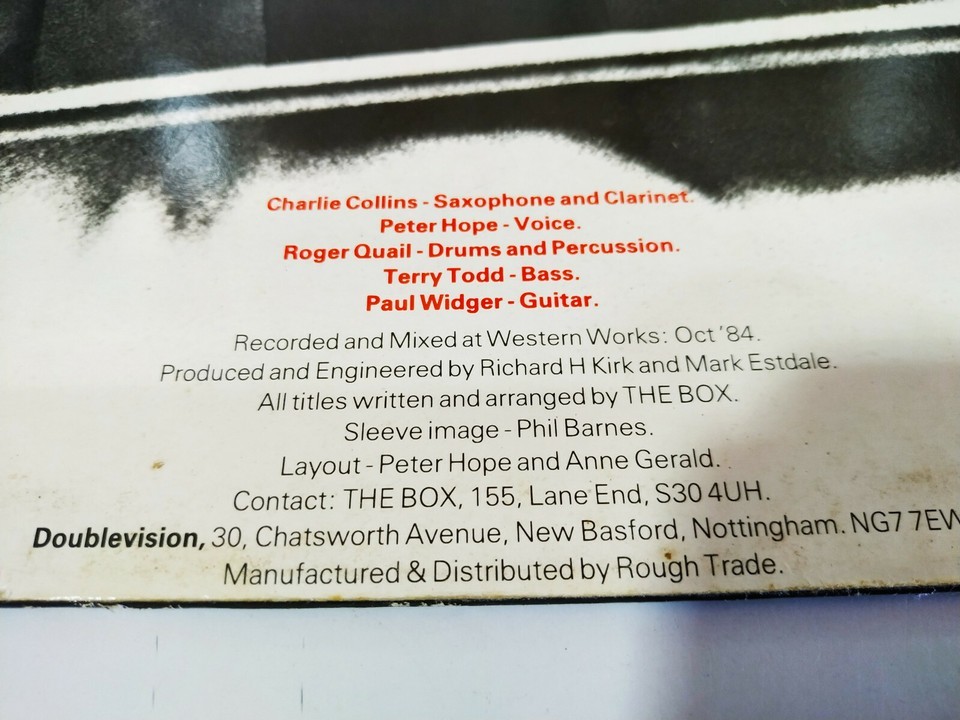 Charlie Collins - Saxophone and Clarinet.
Peter Hope - Voice.
Roger Quail - Drums and Percussion.
Terry Todd - Bass.
Paul Widger - Guitar.
Recorded and Mixed at Western Works: Oct '84.
Produced and Engineered by Richard H Kirk and Mark Estdale.
All titles written and arranged by THE BOX.
Sleeve image - Phil Barnes.
Layout - Peter Hope and Anne Gerald.
Contact: THE BOX, 155, Lane End, S30 4UH.
Doublevision, 30, Chatsworth Avenue, New Basford, Nottingham. NG7 7EW
Manufactured & Distributed by Rough Trade.